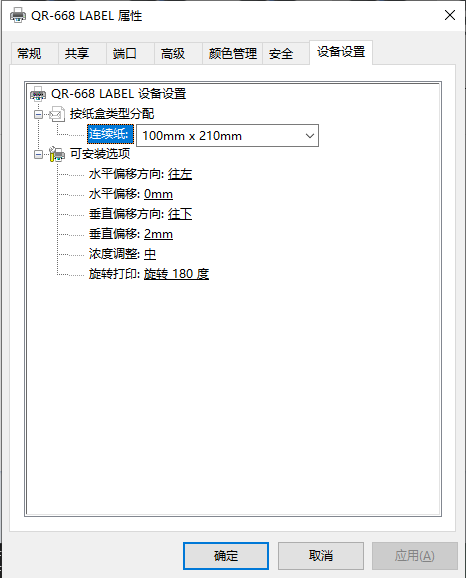 QR-668 LABEL 属性
常规 共享 端口 高级 颜色管理 安全 设备设置
QR-668 LABEL 设备设置
按纸盒类型分配
连续纸: 100mm x 210mm
可安装选项
水平偏移方向: 往左
水平偏移: 0mm
垂直偏移方向: 往下
垂直偏移: 2mm
浓度调整: 中
旋转打印: 旋转 180 度
确定 取消 应用(A)